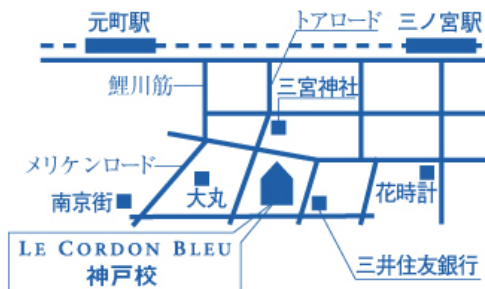 元町駅
トアロード
三ノ宮駅
鯉川筋
三宮神社
メリケンロード
南京街
大丸
花時計
LE CORDON BLEU
神戸校
三井住友銀行